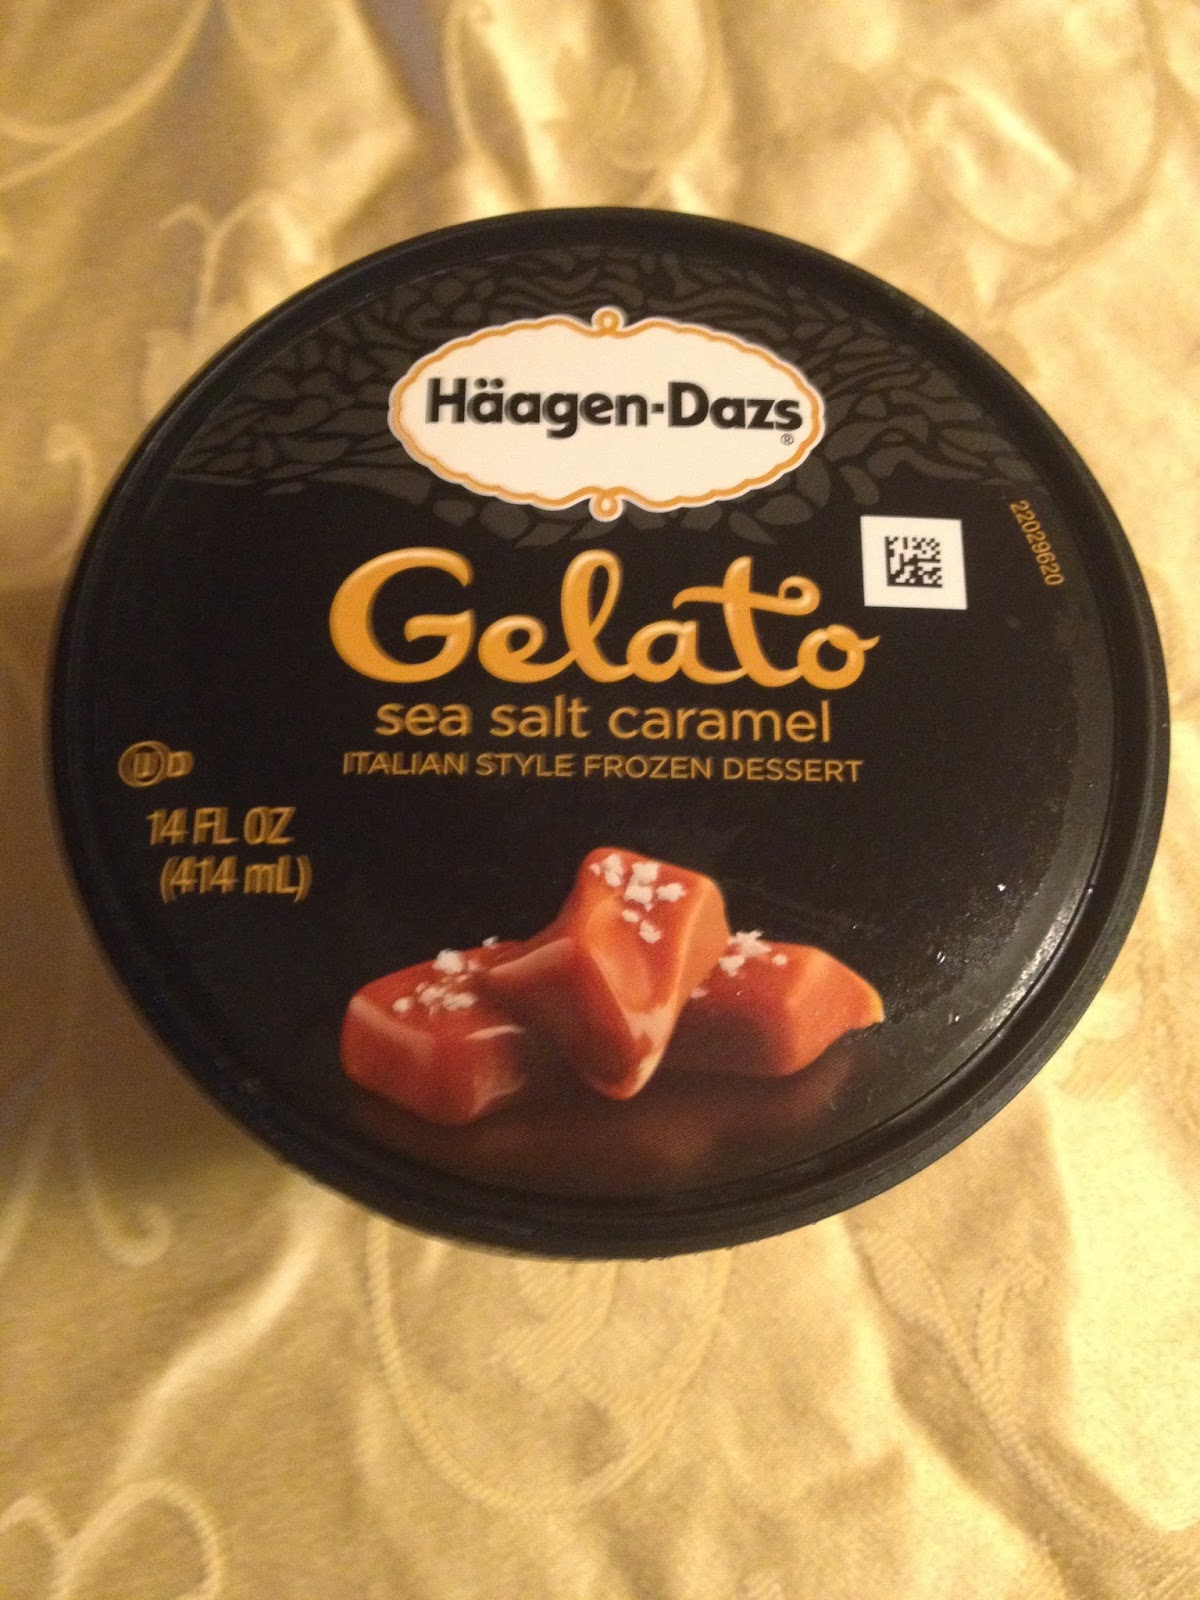 Häagen-Dazs®
22029620
Gelato
sea salt caramel
ITALIAN STYLE FROZEN DESSERT
U D
14 FL OZ
(414 mL)